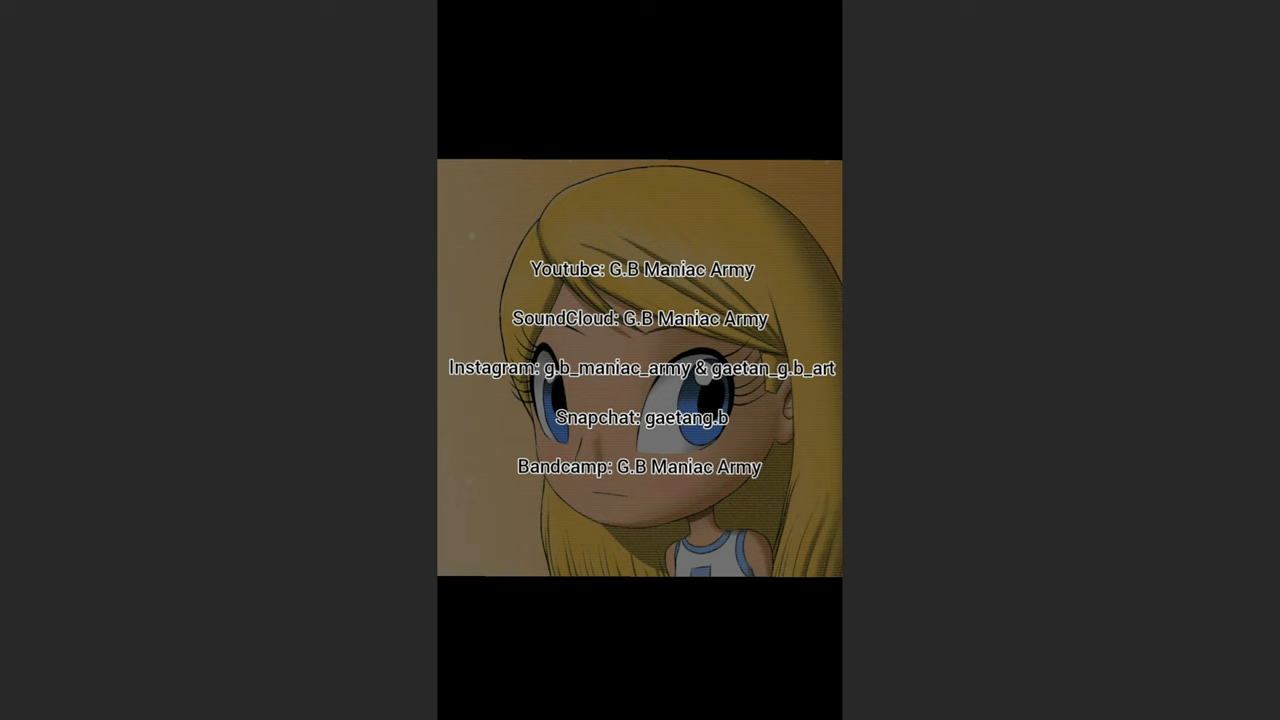 Youtube: G.B Maniac Army
SoundCloud: G.B Maniac Army
Instagram: g.b_maniac_army & gaetan_g.b_art
Snapchat: gaetang.b
Bandcamp: G.B Maniac Army